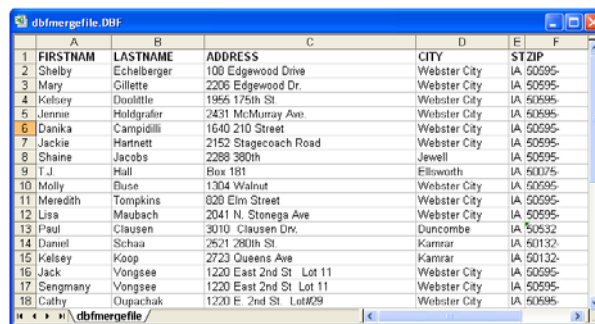 dbfmergefile.DBF
A B C D E F
1 FIRSTNAM LASTNAME ADDRESS CITY ST ZIP
2 Shelby Echelberger 108 Edgewood Drive Webster City IA 50595-
3 Mary Gillette 2206 Edgewood Dr. Webster City IA 50595-
4 Kelsey Doolittle 1955 175th St. Webster City IA 50595-
5 Jennie Holdgrafer 2431 McMurray Ave. Webster City IA 50595-
6 Danika Campidilli 1640 210 Street Webster City IA 50595-
7 Jackie Hartnett 2152 Stagecoach Road Webster City IA 50595-
8 Shaine Jacobs 2288 380th Jewell IA 50595-
9 T.J. Hall Box 181 Ellsworth IA 50075-
10 Molly Buse 1304 Walnut Webster City IA 50595-
11 Meredith Tompkins 828 Elm Street Webster City IA 50595-
12 Lisa Maubach 2041 N. Stonega Ave Webster City IA 50595-
13 Paul Clausen 3010 Clausen Drv. Duncombe IA 50532
14 Daniel Schaa 2521 280th St. Kamrar IA 50132-
15 Kelsey Koop 2723 Queens Ave Kamrar IA 50132-
16 Jack Vongsee 1220 East 2nd St Lot 11 Webster City IA 50595-
17 Sengmany Vongsee 1220 East 2nd St Lot 11 Webster City IA 50595-
18 Cathy Oupachak 1220 E. 2nd St. Lot#29 Webster City IA 50595-
dbfmergefile